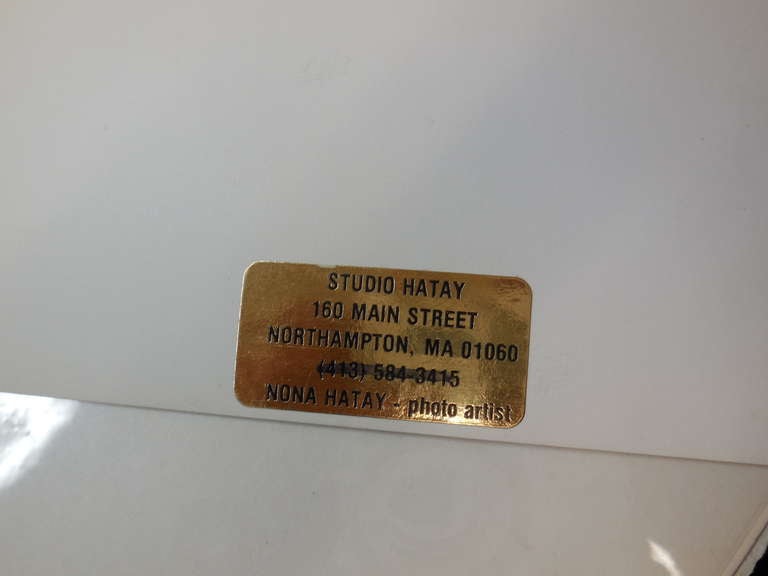 STUDIO HATAY
160 MAIN STREET
NORTHAMPTON, MA 01060
(413) 584-3415
NONA HATAY - photo artist